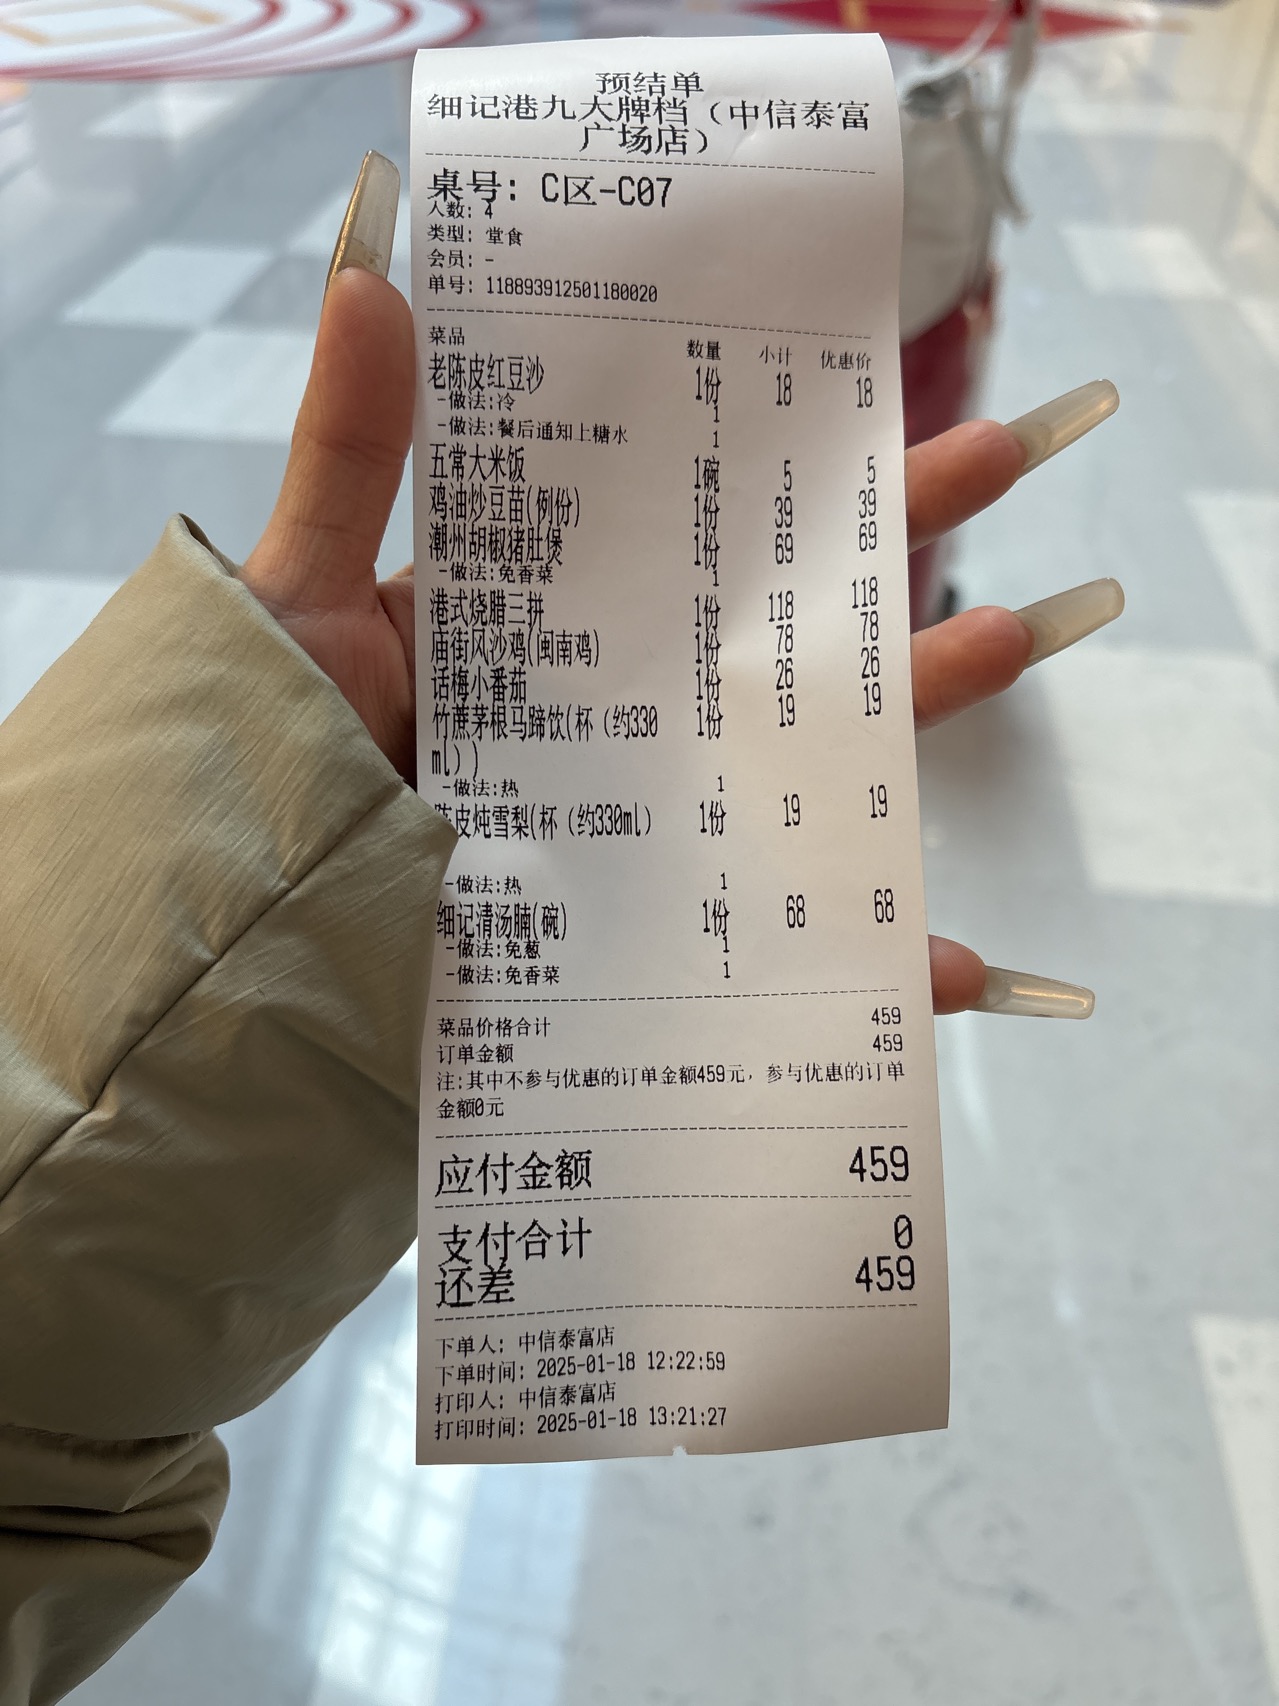 预结单
细记港九大牌档（中信泰富
广场店）
桌号: C区-C07
人数: 4
类型: 堂食
会员: -
单号: 118893912501180020
菜品 数量 小计 优惠价
老陈皮红豆沙 1份 18 18
-做法:冷 1
-做法:餐后通知上糖水 1
五常大米饭 1碗 5 5
鸡油炒豆苗(例份) 1份 39 39
潮州胡椒猪肚煲 1份 69 69
-做法:免香菜 1
港式烧腊三拼 1份 118 118
庙街风沙鸡(闽南鸡) 1份 78 78
话梅小番茄 1份 26 26
竹蔗茅根马蹄饮(杯（约330 1份 19 19
ml）)
-做法:热 1
陈皮炖雪梨(杯（约330ml） 1份 19 19
-做法:热 1
细记清汤腩(碗) 1份 68 68
-做法:免葱 1
-做法:免香菜 1
菜品价格合计 459
订单金额 459
注:其中不参与优惠的订单金额459元，参与优惠的订单
金额0元
应付金额 459
支付合计 0
还差 459
下单人: 中信泰富店
下单时间: 2025-01-18 12:22:59
打印人: 中信泰富店
打印时间: 2025-01-18 13:21:27